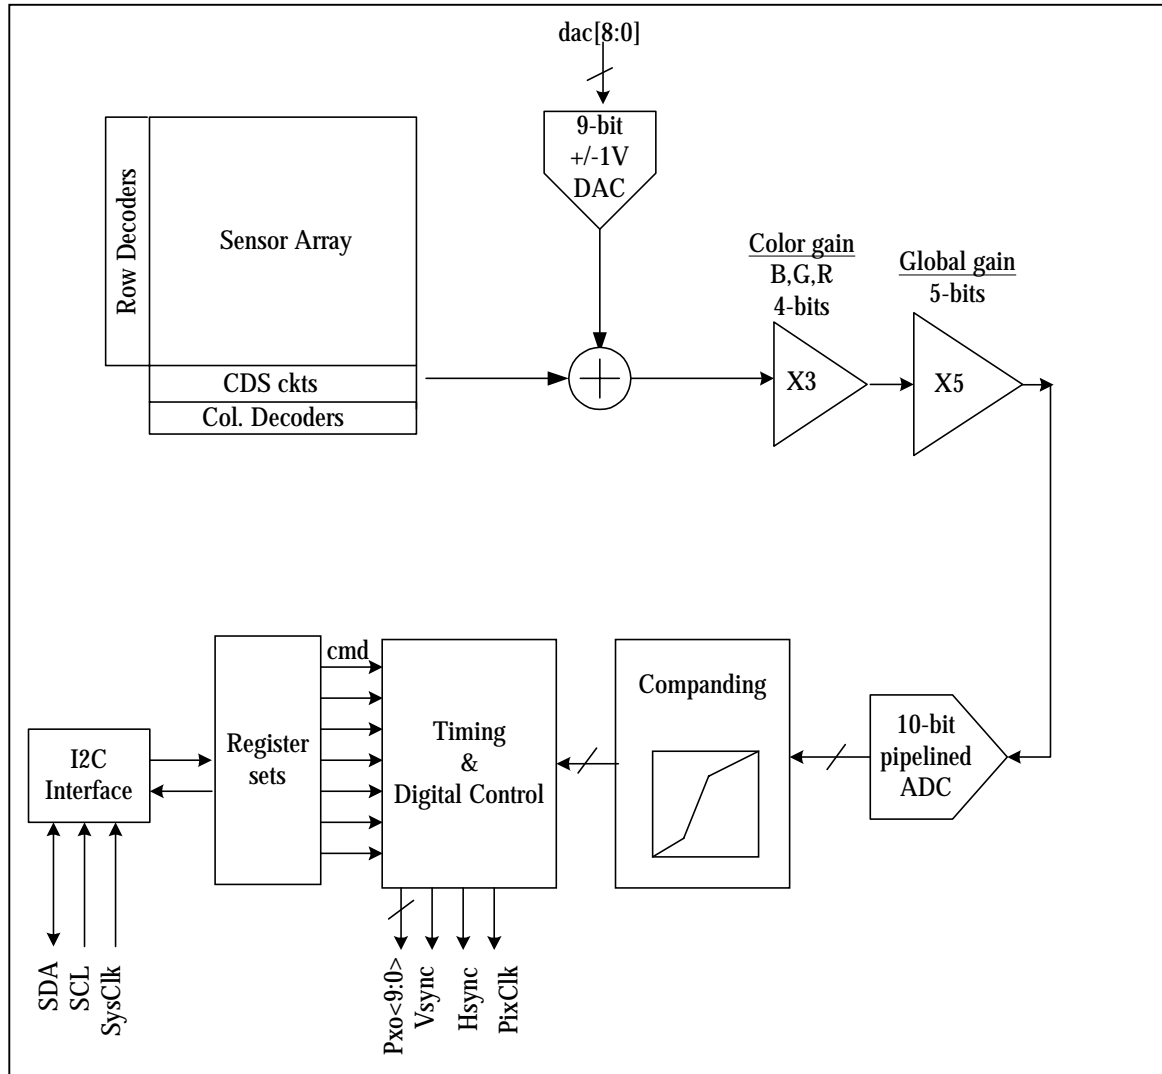 dac[8:0]
9-bit
+/-1V
DAC
Row Decoders
Sensor Array
CDS ckts
Col. Decoders
Color gain
B,G,R
4-bits
Global gain
5-bits
X3
X5
cmd
I2C
Interface
Register
sets
Timing
&
Digital Control
Companding
10-bit
pipelined
ADC
SDA
SCL
SysClk
Pxo<9:0>
Vsync
Hsync
PixClk